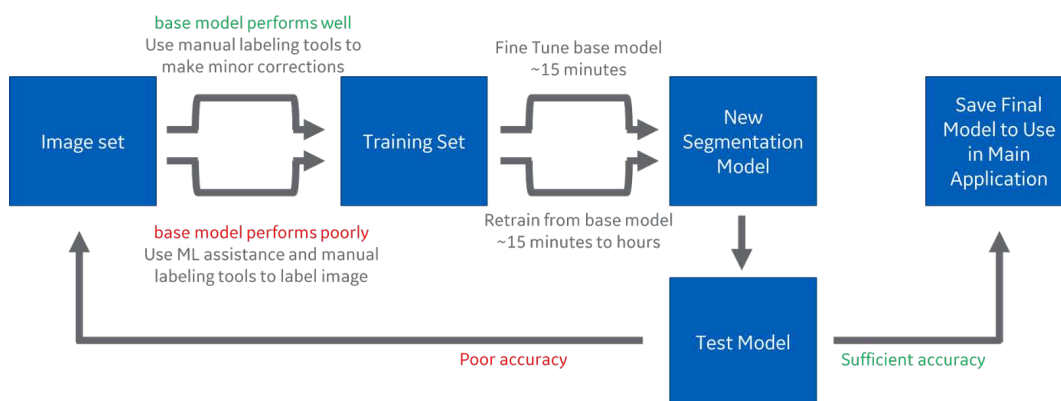 base model performs well
Use manual labeling tools to
make minor corrections
Fine Tune base model
~15 minutes
Image set
Training Set
New
Segmentation
Model
Save Final
Model to Use
in Main
Application
base model performs poorly
Use ML assistance and manual
labeling tools to label image
Retrain from base model
~15 minutes to hours
Test Model
Poor accuracy
Sufficient accuracy